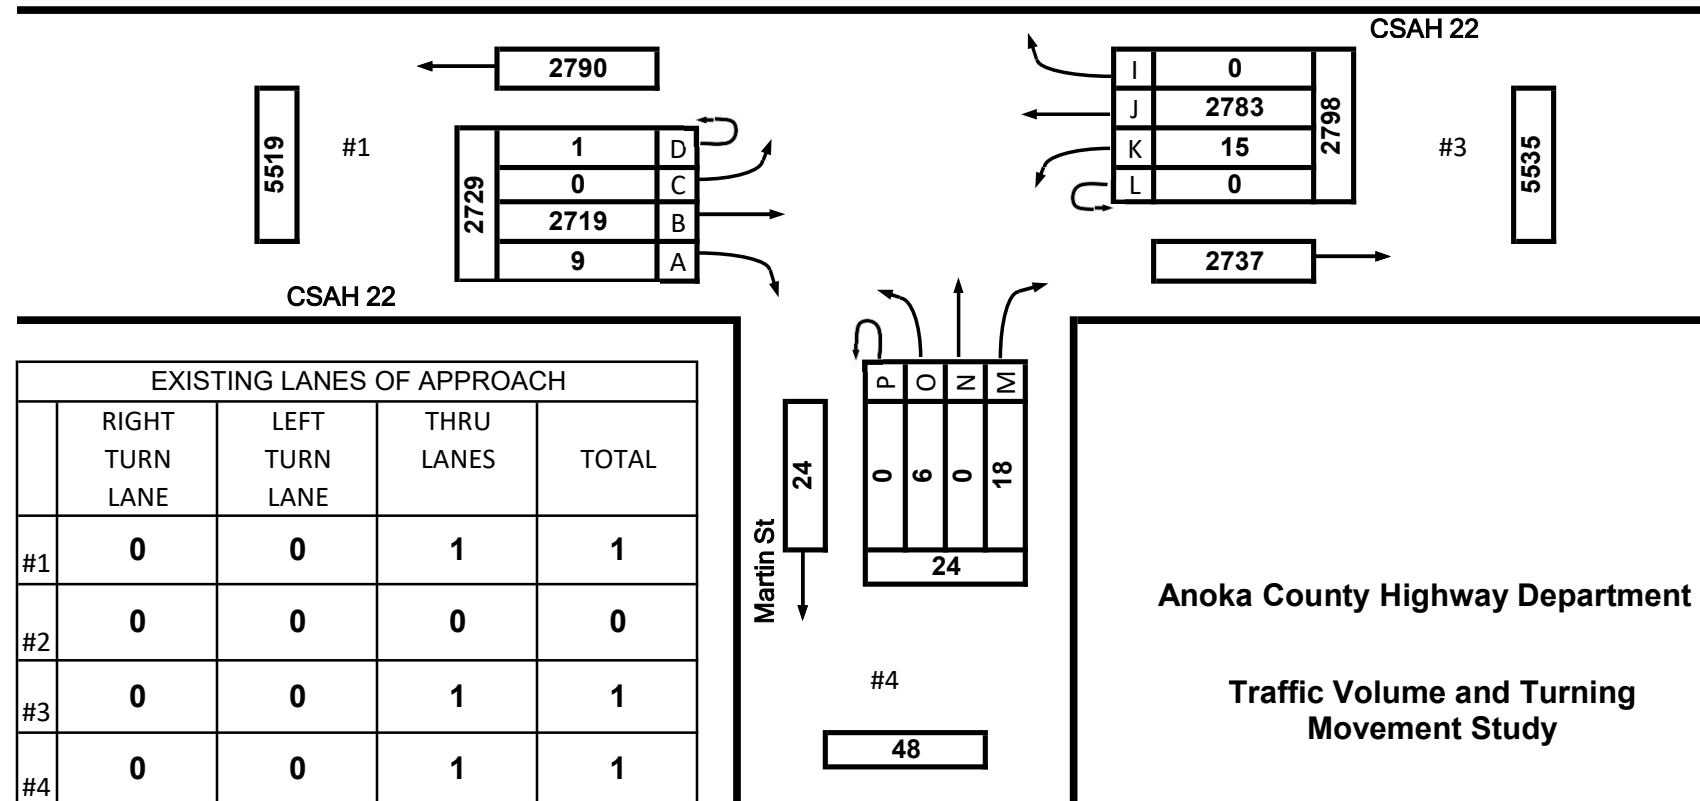 CSAH 22
2790
5519
#1
2729
1 D
0 C
2719 B
9 A
CSAH 22
I 0
J 2783
K 15
L 0
2798
#3
5535
2737
P O N M
0 6 0 18
24
24
Martin St
#4
48
EXISTING LANES OF APPROACH
RIGHT TURN LANE
LEFT TURN LANE
THRU LANES
TOTAL
#1 0 0 1 1
#2 0 0 0 0
#3 0 0 1 1
#4 0 0 1 1
Anoka County Highway Department
Traffic Volume and Turning
Movement Study